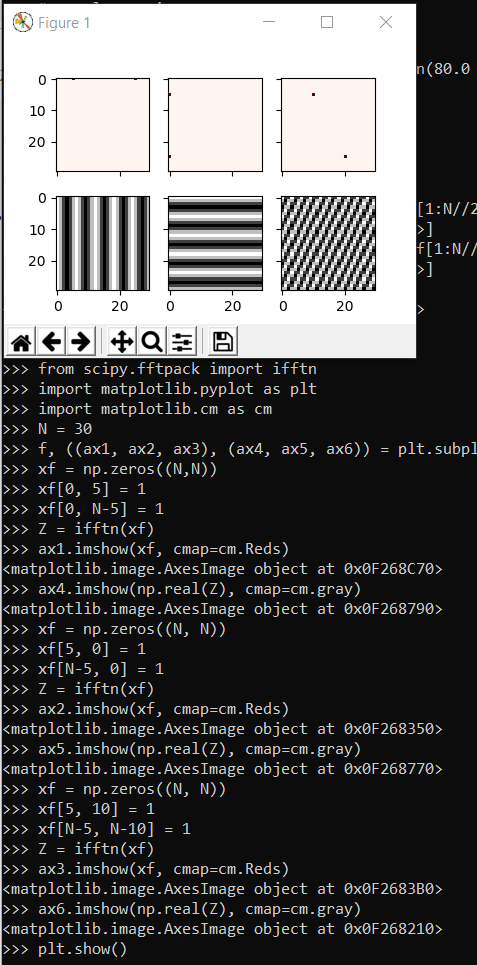 Figure 1
n(80.0
0
10
20
[1:N//2
>]
f[1:N//
>]
>
0
10
20
0 20
0 20
0 20
>>> from scipy.fftpack import ifftn
>>> import matplotlib.pyplot as plt
>>> import matplotlib.cm as cm
>>> N = 30
>>> f, ((ax1, ax2, ax3), (ax4, ax5, ax6)) = plt.subpl
>>> xf = np.zeros((N,N))
>>> xf[0, 5] = 1
>>> xf[0, N-5] = 1
>>> Z = ifftn(xf)
>>> ax1.imshow(xf, cmap=cm.Reds)
<matplotlib.image.AxesImage object at 0x0F268C70>
>>> ax4.imshow(np.real(Z), cmap=cm.gray)
<matplotlib.image.AxesImage object at 0x0F268790>
>>> xf = np.zeros((N, N))
>>> xf[5, 0] = 1
>>> xf[N-5, 0] = 1
>>> Z = ifftn(xf)
>>> ax2.imshow(xf, cmap=cm.Reds)
<matplotlib.image.AxesImage object at 0x0F268350>
>>> ax5.imshow(np.real(Z), cmap=cm.gray)
<matplotlib.image.AxesImage object at 0x0F268770>
>>> xf = np.zeros((N, N))
>>> xf[5, 10] = 1
>>> xf[N-5, N-10] = 1
>>> Z = ifftn(xf)
>>> ax3.imshow(xf, cmap=cm.Reds)
<matplotlib.image.AxesImage object at 0x0F2683B0>
>>> ax6.imshow(np.real(Z), cmap=cm.gray)
<matplotlib.image.AxesImage object at 0x0F268210>
>>> plt.show()